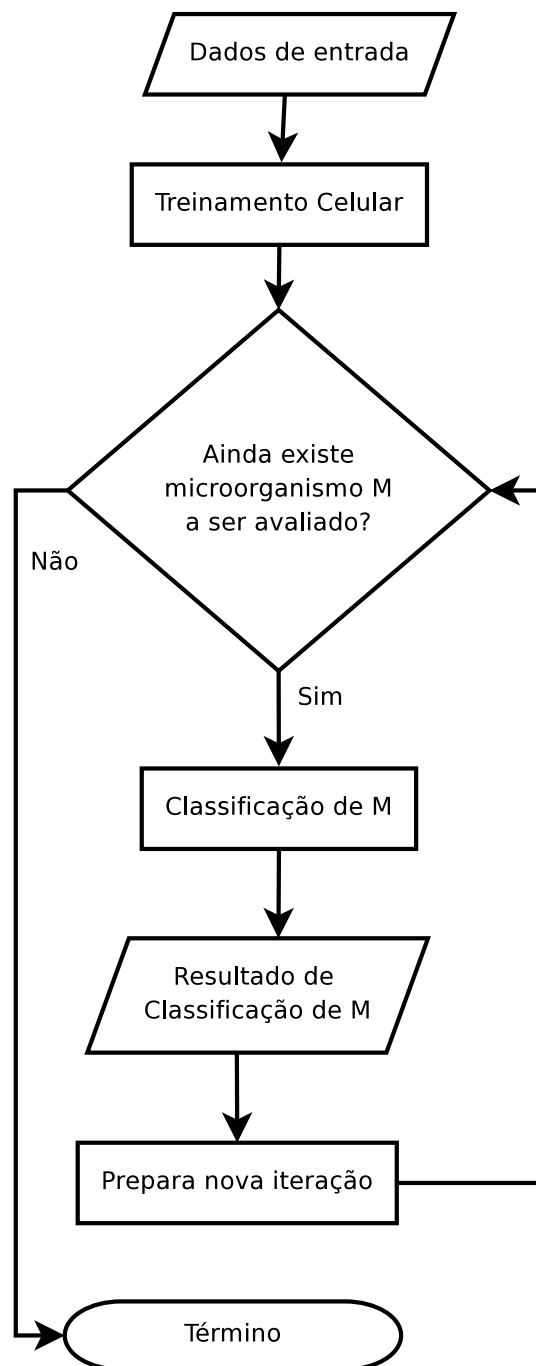 Dados de entrada
Treinamento Celular
Ainda existe
microorganismo M
a ser avaliado?
Não
Sim
Classificação de M
Resultado de
Classificação de M
Prepara nova iteração
Término